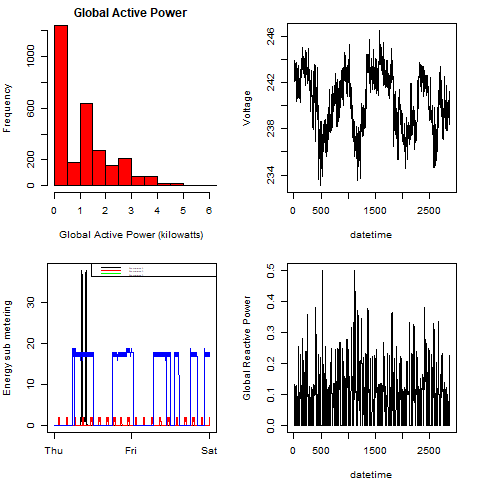 Global Active Power
Frequency
0 200 600 1000
0 1 2 3 4 5 6
Global Active Power (kilowatts)
Voltage
234 238 242 246
0 500 1500 2500
datetime
Energy sub metering
0 10 20 30
Thu Fri Sat
Global Reactive Power
0.0 0.1 0.2 0.3 0.4 0.5
0 500 1500 2500
datetime